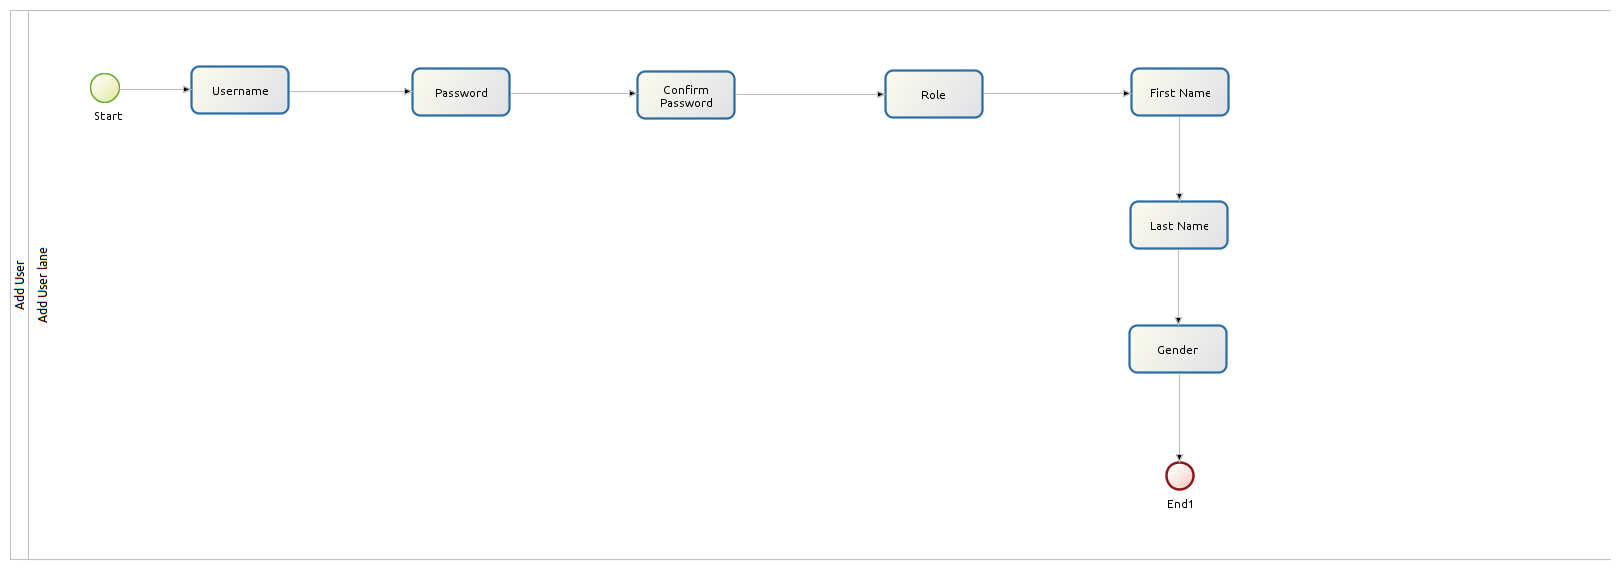 Add User
Add User lane
Start
Username
Password
Confirm
Password
Role
First Name
Last Name
Gender
End1